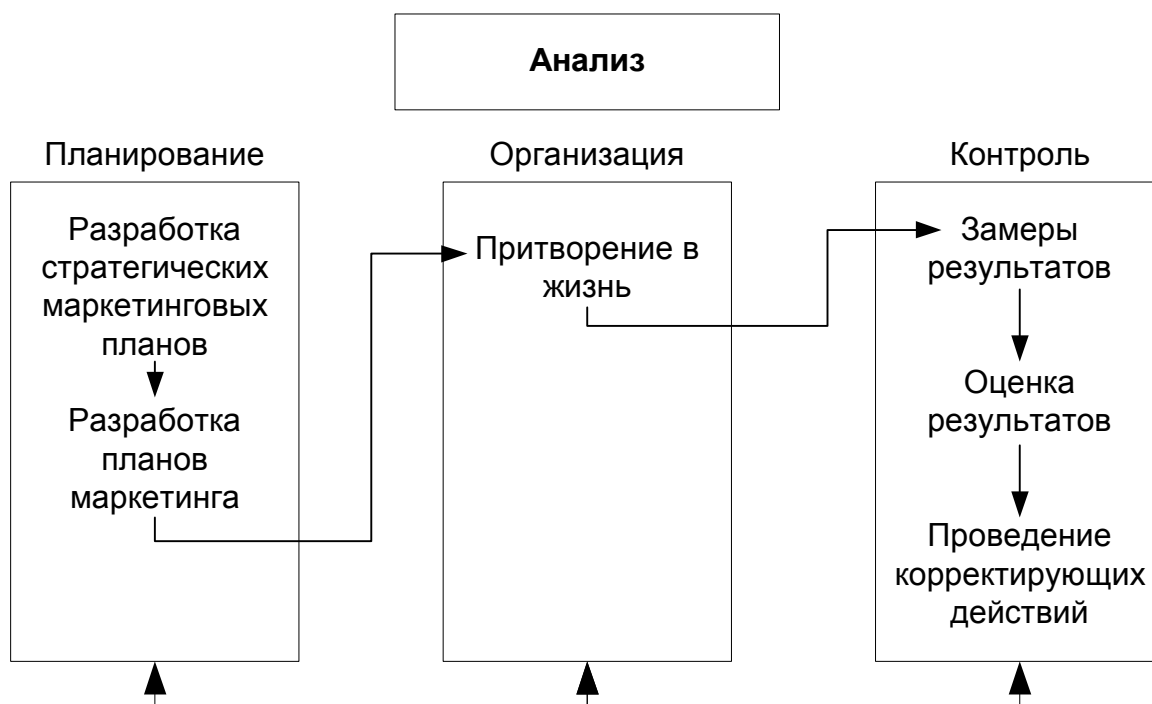 Анализ
Планирование
Разработка
стратегических
маркетинговых
планов
Разработка
планов
маркетинга
Организация
Притворение в
жизнь
Контроль
Замеры
результатов
Оценка
результатов
Проведение
корректирующих
действий